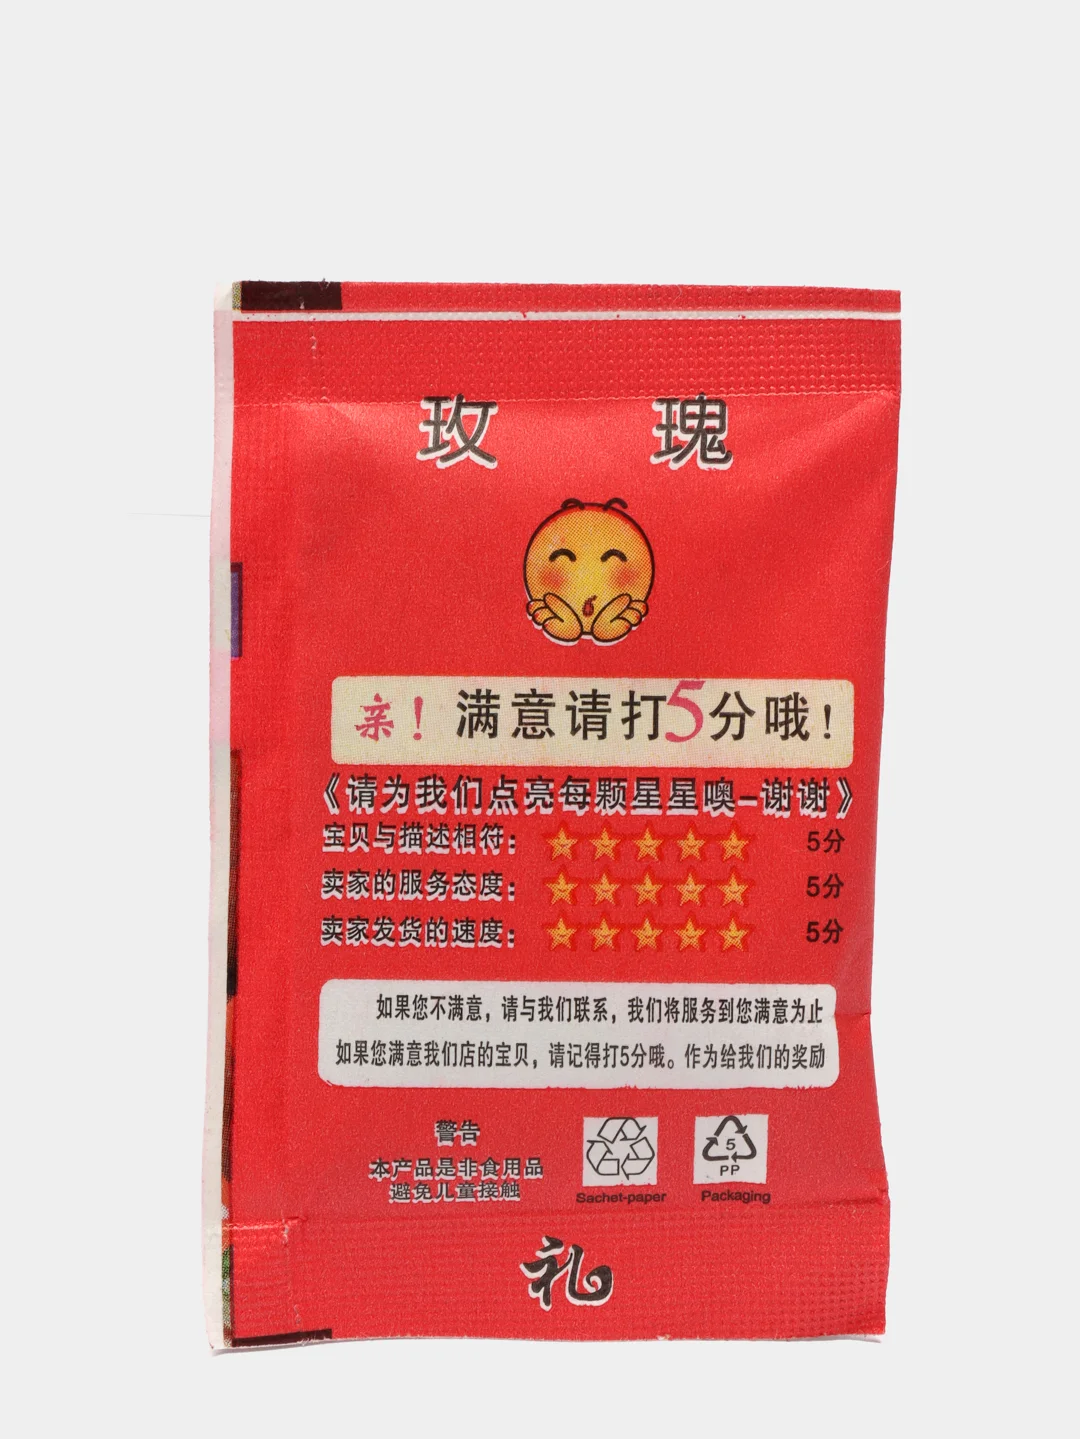 玫 瑰
亲！满意请打5分哦！
《请为我们点亮每颗星星噢-谢谢》
宝贝与描述相符： 5分
卖家的服务态度： 5分
卖家发货的速度： 5分
如果您不满意，请与我们联系，我们将服务到您满意为止
如果您满意我们店的宝贝，请记得打5分哦。作为给我们的奖励
警告
本产品是非食用品
避免儿童接触
5
PP
Sachet-paper
Packaging
礼